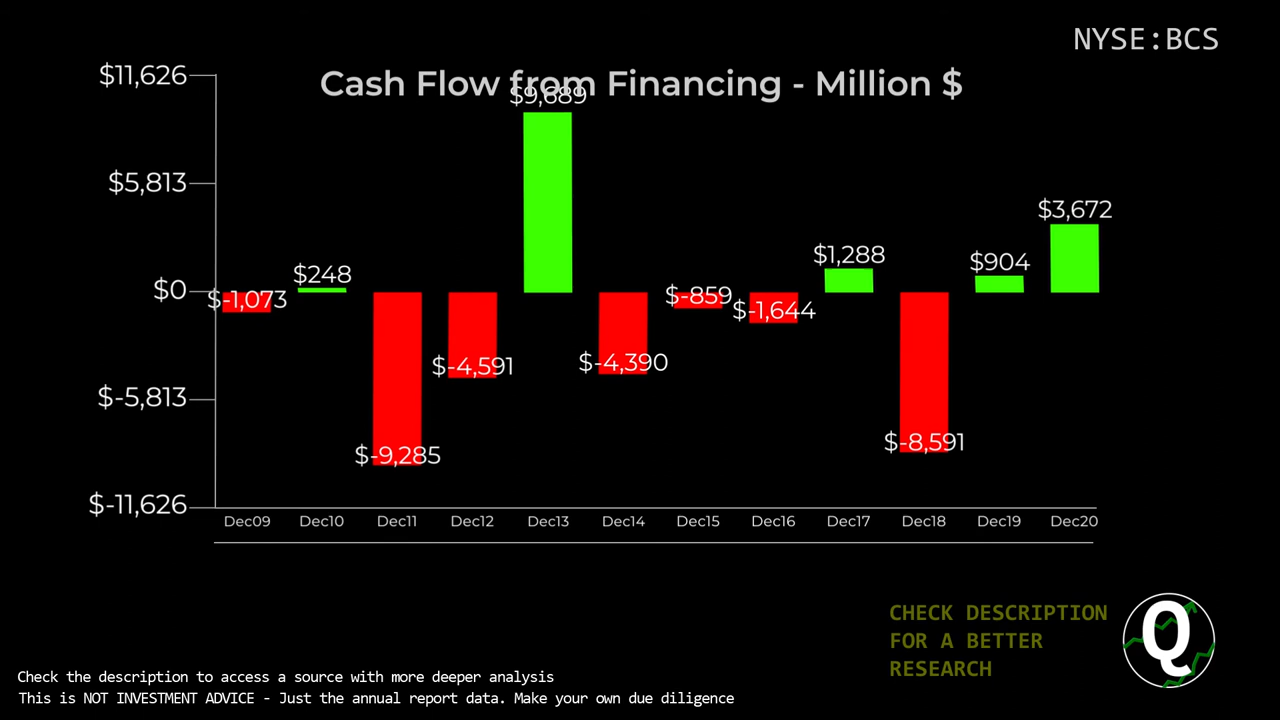 NYSE:BCS
Cash Flow from Financing - Million $
$11,626
$5,813
$0
$-5,813
$-11,626
$-1,073
$248
$-9,285
$-4,591
$9,689
$-4,390
$-859
$-1,644
$1,288
$-8,591
$904
$3,672
Dec09 Dec10 Dec11 Dec12 Dec13 Dec14 Dec15 Dec16 Dec17 Dec18 Dec19 Dec20
CHECK DESCRIPTION
FOR A BETTER
RESEARCH
Q
Check the description to access a source with more deeper analysis
This is NOT INVESTMENT ADVICE - Just the annual report data. Make your own due diligence